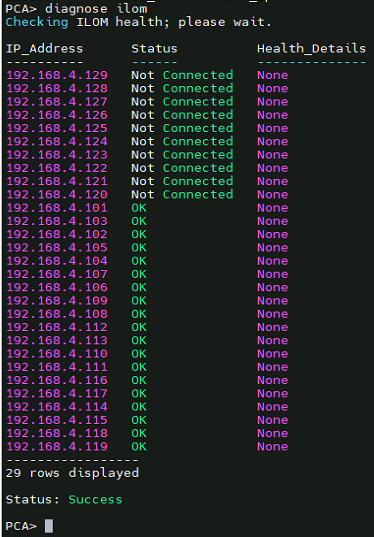 PCA> diagnose ilom
Checking ILOM health; please wait.
IP_Address Status Health_Details
---------- ------ --------------
192.168.4.129 Not Connected None
192.168.4.128 Not Connected None
192.168.4.127 Not Connected None
192.168.4.126 Not Connected None
192.168.4.125 Not Connected None
192.168.4.124 Not Connected None
192.168.4.123 Not Connected None
192.168.4.122 Not Connected None
192.168.4.121 Not Connected None
192.168.4.120 Not Connected None
192.168.4.101 OK None
192.168.4.103 OK None
192.168.4.102 OK None
192.168.4.105 OK None
192.168.4.104 OK None
192.168.4.107 OK None
192.168.4.106 OK None
192.168.4.109 OK None
192.168.4.108 OK None
192.168.4.112 OK None
192.168.4.113 OK None
192.168.4.110 OK None
192.168.4.111 OK None
192.168.4.116 OK None
192.168.4.117 OK None
192.168.4.114 OK None
192.168.4.115 OK None
192.168.4.118 OK None
192.168.4.119 OK None
-----------------
29 rows displayed
Status: Success
PCA>